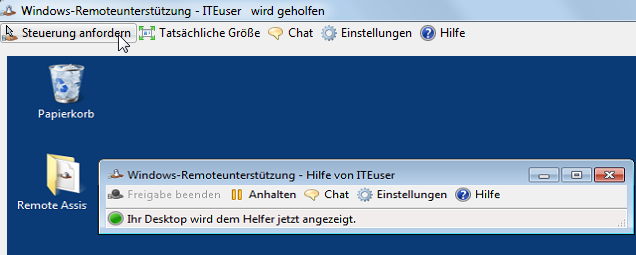 Windows-Remoteunterstützung - ITEuser wird geholfen
Steuerung anfordern Tatsächliche Größe Chat Einstellungen Hilfe
Papierkorb
Remote Assis
Windows-Remoteunterstützung - Hilfe von ITEuser
Freigabe beenden Anhalten Chat Einstellungen Hilfe
Ihr Desktop wird dem Helfer jetzt angezeigt.